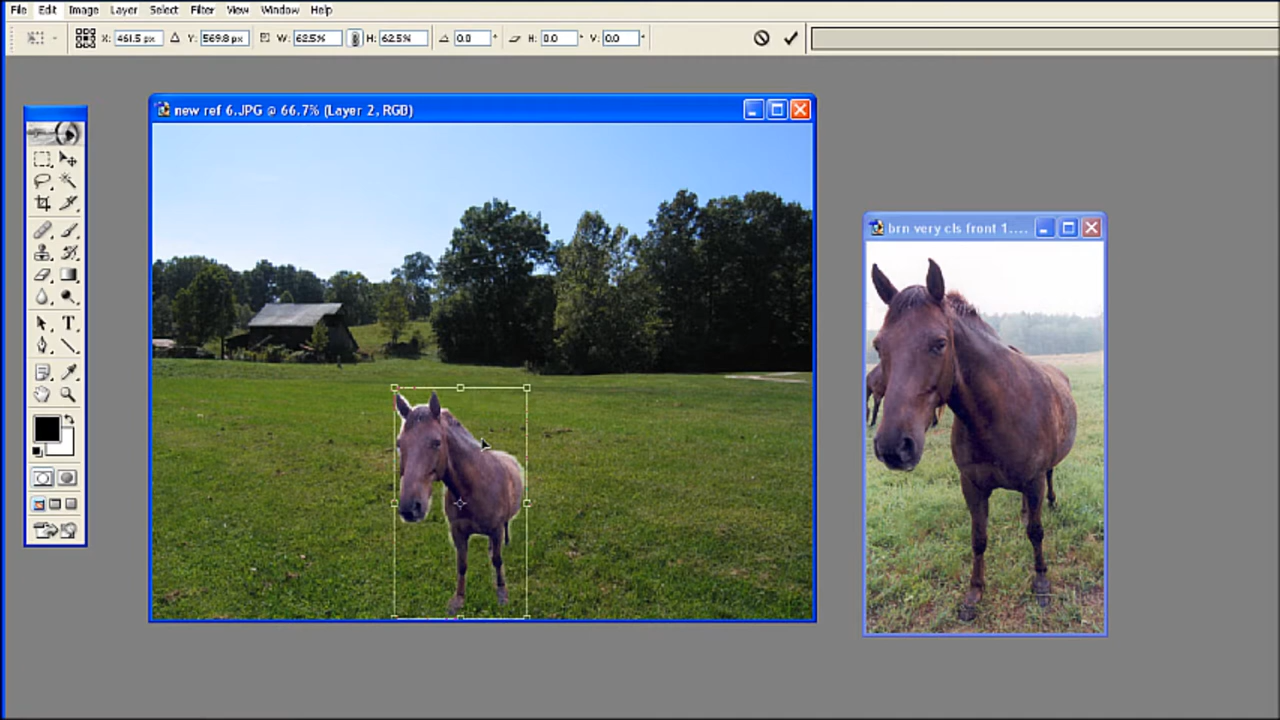 File Edit Image Layer Select Filter View Window Help
X: 461.5 px Y: 569.8 px W: 62.5% H: 62.5% 0.0 ° H: 0.0 ° V: 0.0 °
new ref 6.JPG @ 66.7% (Layer 2, RGB)
brn very cls front 1....
T